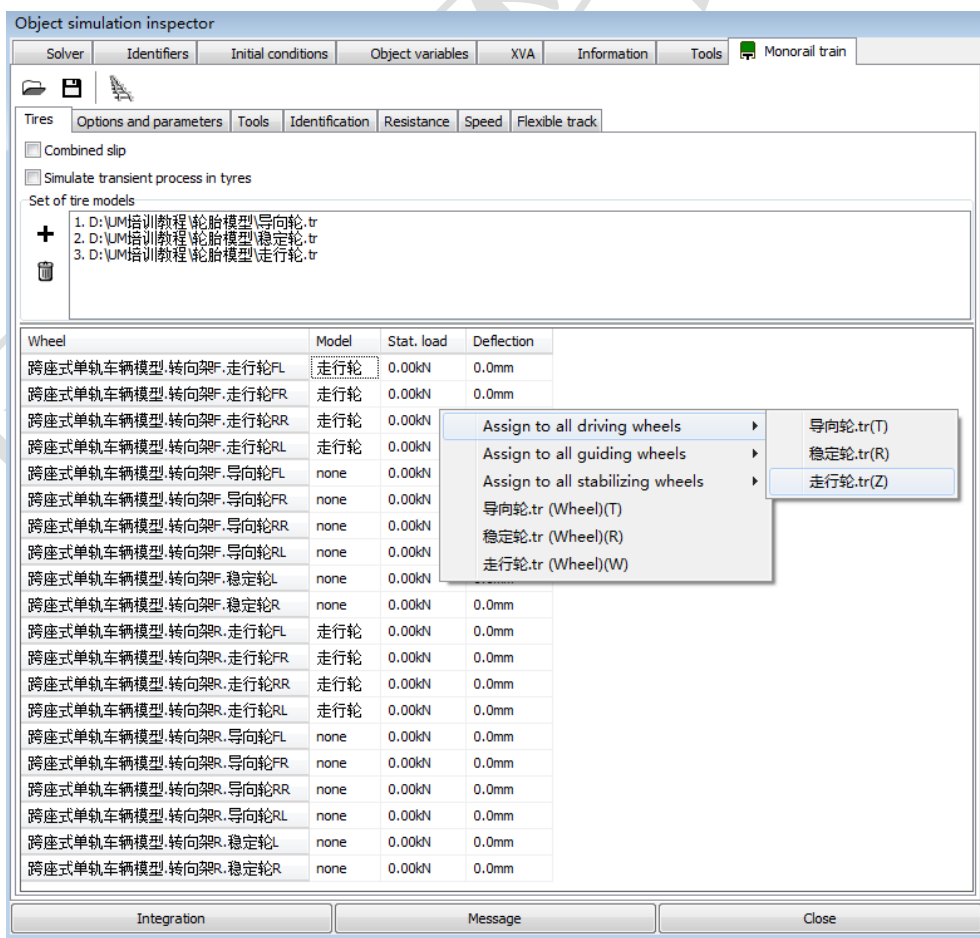 Object simulation inspector
Solver Identifiers Initial conditions Object variables XVA Information Tools Monorail train
Tires Options and parameters Tools Identification Resistance Speed Flexible track
Combined slip
Simulate transient process in tyres
Set of tire models
1. D:\UM培训教程\轮胎模型\导向轮.tr
2. D:\UM培训教程\轮胎模型\稳定轮.tr
3. D:\UM培训教程\轮胎模型\走行轮.tr
Wheel Model Stat. load Deflection
跨座式单轨车辆模型.转向架F.走行轮FL 走行轮 0.00kN 0.0mm
跨座式单轨车辆模型.转向架F.走行轮FR 走行轮 0.00kN 0.0mm
跨座式单轨车辆模型.转向架F.走行轮RR 走行轮 0.00kN
跨座式单轨车辆模型.转向架F.走行轮RL 走行轮 0.00kN
跨座式单轨车辆模型.转向架F.导向轮FL none 0.00kN
跨座式单轨车辆模型.转向架F.导向轮FR none 0.00kN
跨座式单轨车辆模型.转向架F.导向轮RR none 0.00kN
跨座式单轨车辆模型.转向架F.导向轮RL none 0.00kN
跨座式单轨车辆模型.转向架F.稳定轮L none 0.00kN
跨座式单轨车辆模型.转向架F.稳定轮R none 0.00kN 0.0mm
跨座式单轨车辆模型.转向架R.走行轮FL 走行轮 0.00kN 0.0mm
跨座式单轨车辆模型.转向架R.走行轮FR 走行轮 0.00kN 0.0mm
跨座式单轨车辆模型.转向架R.走行轮RR 走行轮 0.00kN 0.0mm
跨座式单轨车辆模型.转向架R.走行轮RL 走行轮 0.00kN 0.0mm
跨座式单轨车辆模型.转向架R.导向轮FL none 0.00kN 0.0mm
跨座式单轨车辆模型.转向架R.导向轮FR none 0.00kN 0.0mm
跨座式单轨车辆模型.转向架R.导向轮RR none 0.00kN 0.0mm
跨座式单轨车辆模型.转向架R.导向轮RL none 0.00kN 0.0mm
跨座式单轨车辆模型.转向架R.稳定轮L none 0.00kN 0.0mm
跨座式单轨车辆模型.转向架R.稳定轮R none 0.00kN 0.0mm
Assign to all driving wheels
Assign to all guiding wheels
Assign to all stabilizing wheels
导向轮.tr (Wheel)(T)
稳定轮.tr (Wheel)(R)
走行轮.tr (Wheel)(W)
导向轮.tr(T)
稳定轮.tr(R)
走行轮.tr(Z)
Integration Message Close